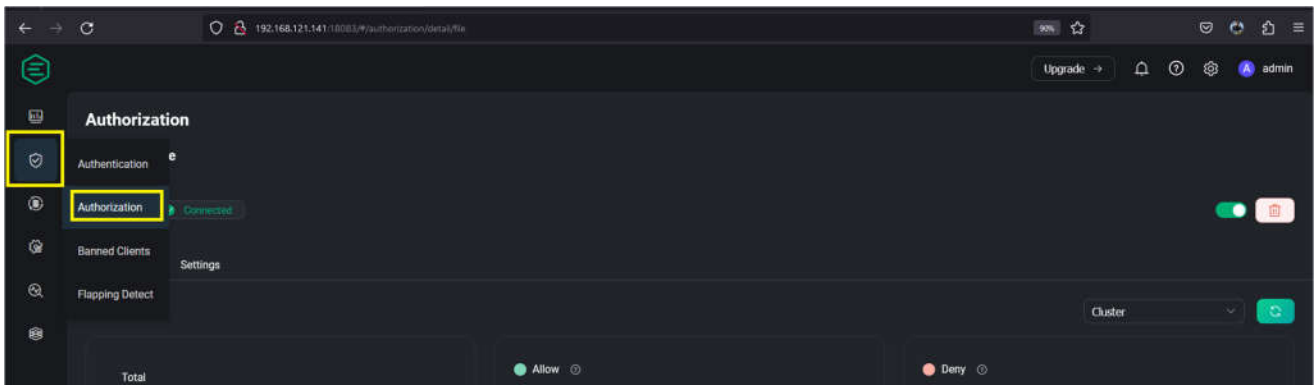 192.168.121.141:18083/#/authorization/detail/file
90%
Upgrade →
A admin
Authorization
Authentication
e
Authorization
Connected
Banned Clients
Settings
Flapping Detect
Cluster
Total
Allow
Deny